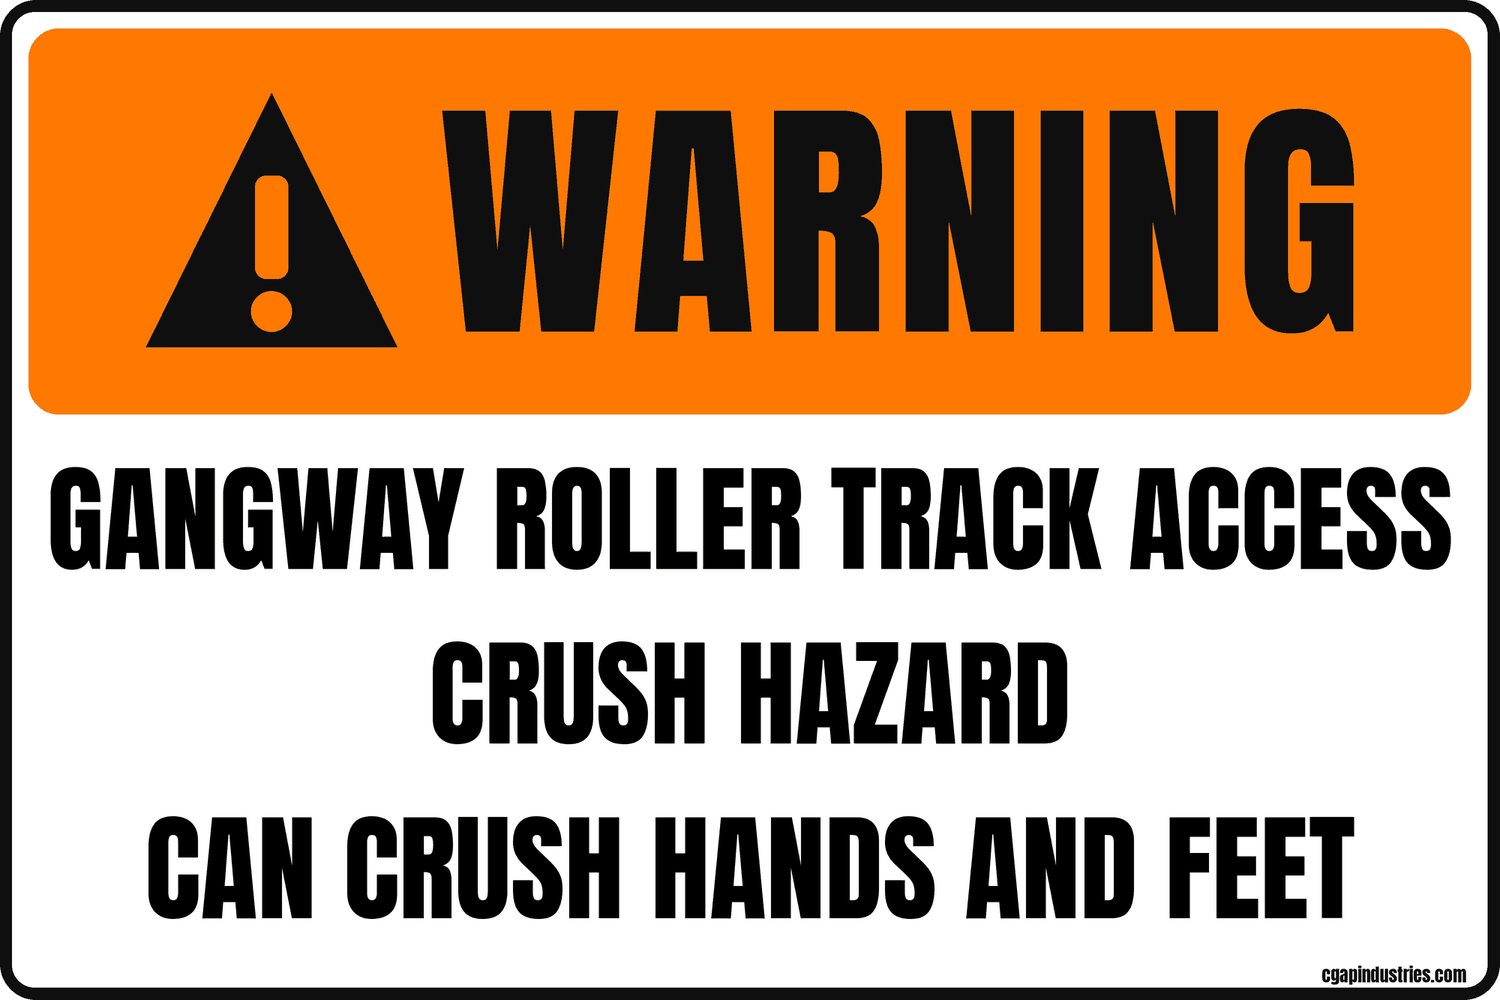 WARNING
GANGWAY ROLLER TRACK ACCESS
CRUSH HAZARD
CAN CRUSH HANDS AND FEET
cgapindustries.com